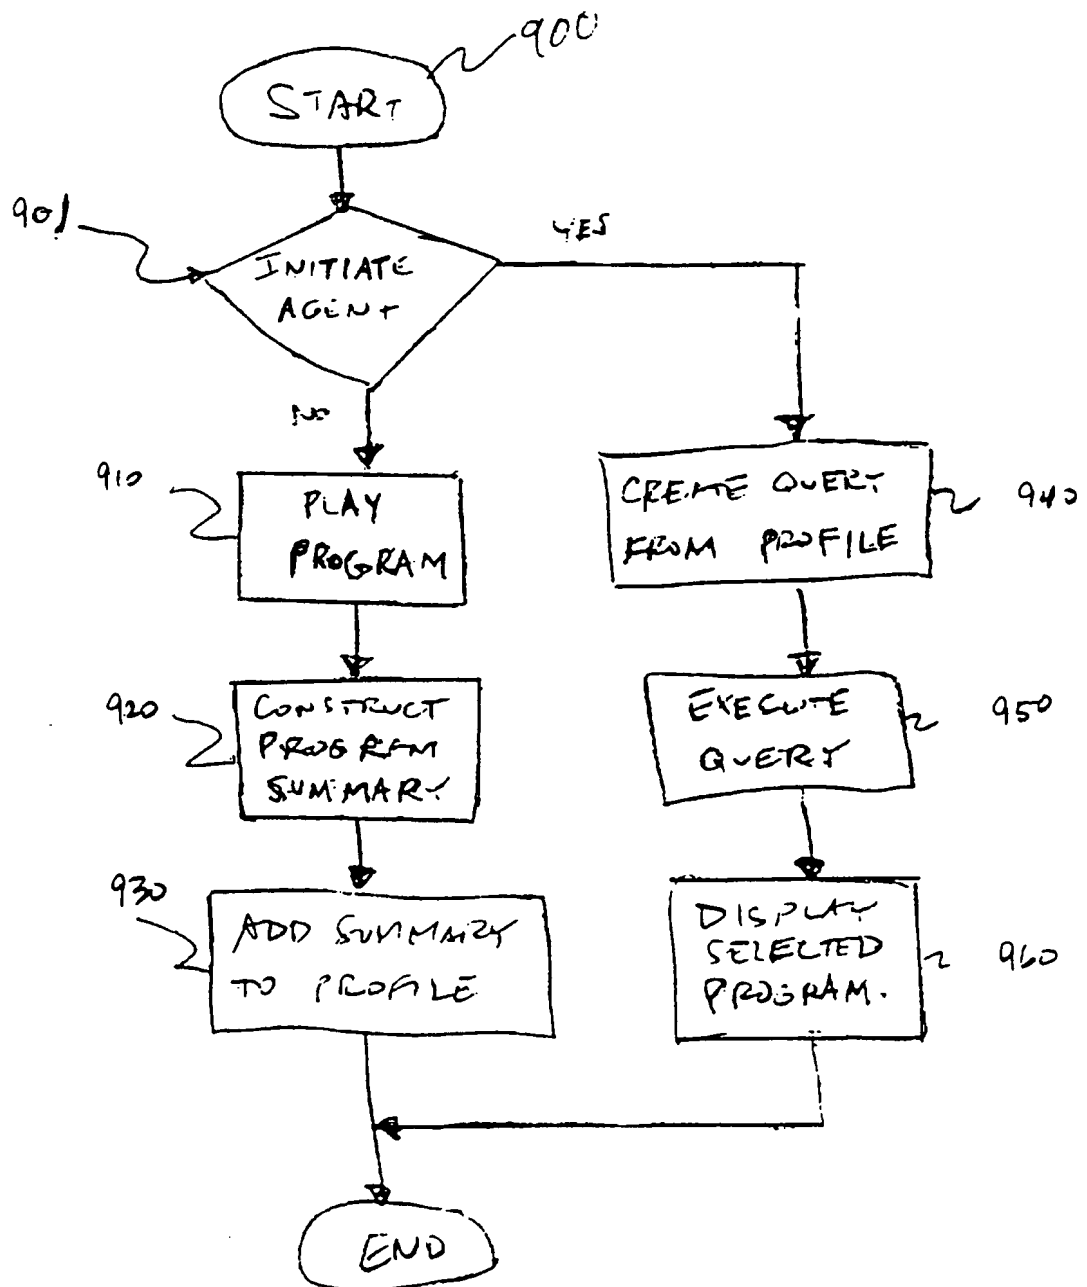 900
START
901
INITIATE
AGENT
YES
NO
910
PLAY
PROGRAM
CREATE QUERY
FROM PROFILE
940
920
CONSTRUCT
PROGRAM
SUMMARY
EXECUTE
QUERY
950
930
ADD SUMMARY
TO PROFILE
DISPLAY
SELECTED
PROGRAM.
960
END